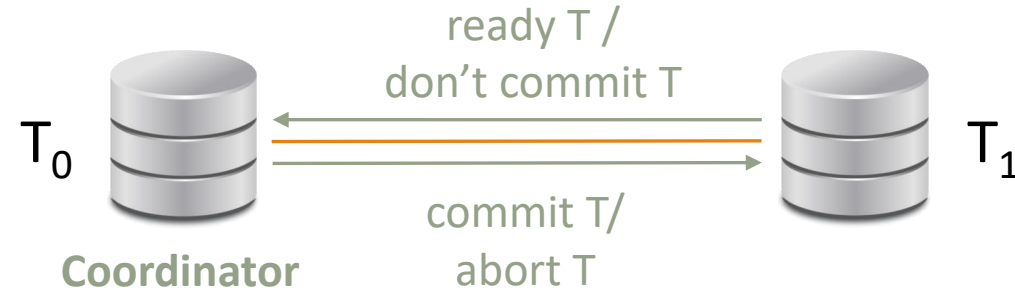 ready T /
don't commit T
T₀
T₁
commit T/
abort T
Coordinator